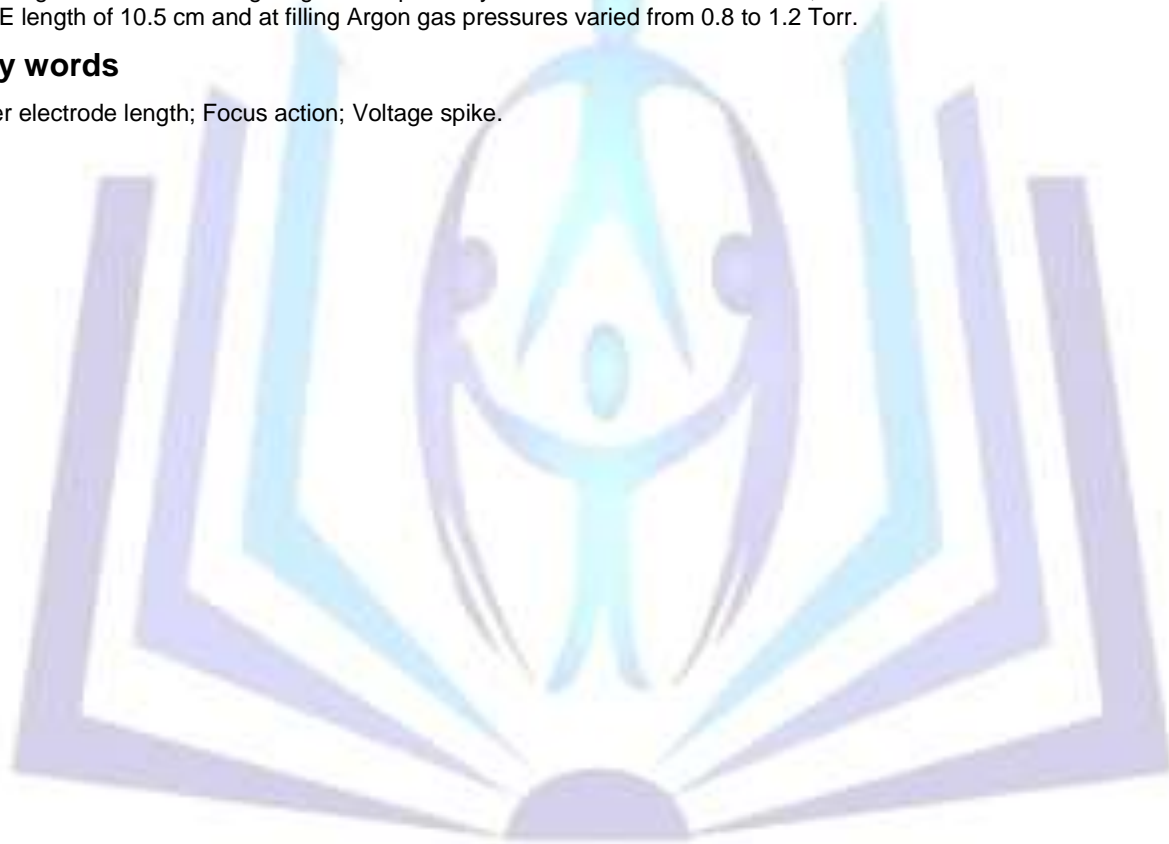 E length of 10.5 cm and at filling Argon gas pressures varied from 0.8 to 1.2 Torr.
y words
er electrode length; Focus action; Voltage spike.